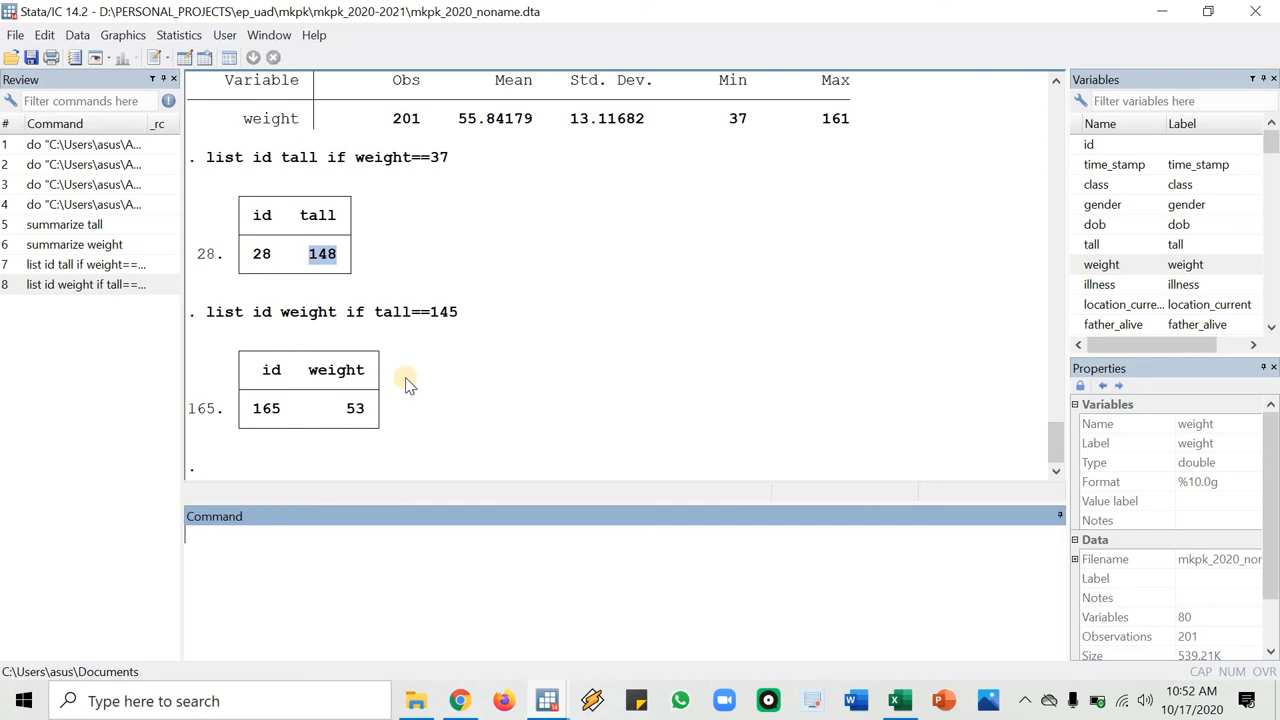 Stata/IC 14.2 - D:\PERSONAL_PROJECTS\ep_uad\mkpk\mkpk_2020-2021\mkpk_2020_noname.dta
File Edit Data Graphics Statistics User Window Help
Review
Filter commands here
# Command _rc
1 do "C:\Users\asus\A...
2 do "C:\Users\asus\A...
3 do "C:\Users\asus\A...
4 do "C:\Users\asus\A...
5 summarize tall
6 summarize weight
7 list id tall if weight==...
8 list id weight if tall==...
Variable Obs Mean Std. Dev. Min Max
weight 201 55.84179 13.11682 37 161
. list id tall if weight==37
id tall
28. 28 148
. list id weight if tall==145
id weight
165. 165 53
.
Command
Variables
Filter variables here
Name Label
id
time_stamp time_stamp
class class
gender gender
dob dob
tall tall
weight weight
illness illness
location_curre... location_current
father_alive father_alive
Properties
Variables
Name weight
Label weight
Type double
Format %10.0g
Value label
Notes
Data
Filename mkpk_2020_nor
Label
Notes
Variables 80
Observations 201
Size 539.21K
C:\Users\asus\Documents
CAP NUM OVR
Type here to search
10:52 AM
10/17/2020